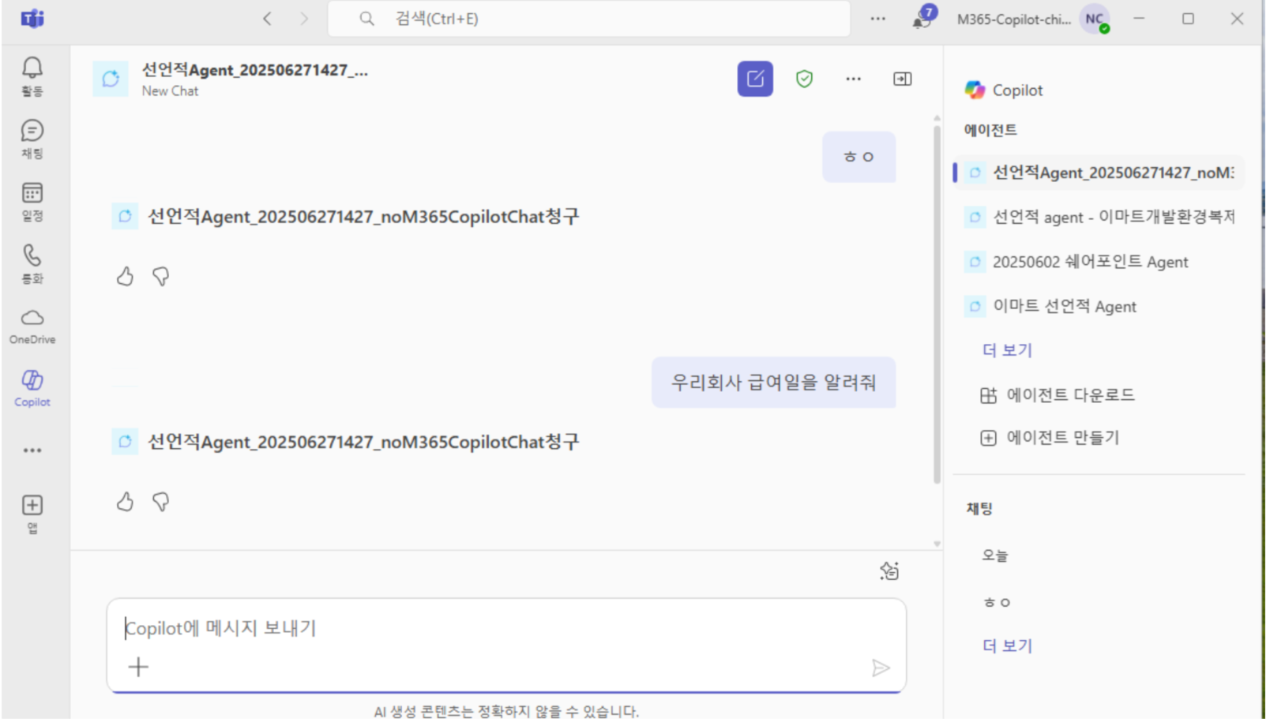 검색(Ctrl+E)
7
M365-Copilot-chi...
NC
활동
채팅
일정
통화
OneDrive
Copilot
앱
선언적Agent_202506271427_...
New Chat
ㅎㅇ
선언적Agent_202506271427_noM365CopilotChat청구
우리회사 급여일을 알려줘
선언적Agent_202506271427_noM365CopilotChat청구
Copilot에 메시지 보내기
AI 생성 콘텐츠는 정확하지 않을 수 있습니다.
Copilot
에이전트
선언적Agent_202506271427_noM3
선언적 agent - 이마트개발환경복제
20250602 쉐어포인트 Agent
이마트 선언적 Agent
더 보기
에이전트 다운로드
에이전트 만들기
채팅
오늘
ㅎㅇ
더 보기